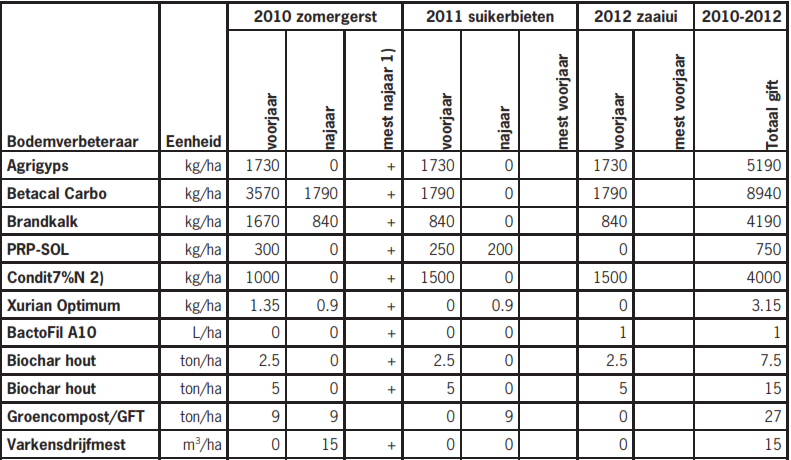 2010 zomergerst 2011 suikerbieten 2012 zaaiui 2010-2012
Bodemverbeteraar Eenheid voorjaar najaar mest najaar 1) voorjaar najaar mest voorjaar voorjaar mest voorjaar Totaal gift
Agrigyps kg/ha 1730 0 + 1730 0 1730 5190
Betacal Carbo kg/ha 3570 1790 + 1790 0 1790 8940
Brandkalk kg/ha 1670 840 + 840 0 840 4190
PRP-SOL kg/ha 300 0 + 250 200 0 750
Condit7%N 2) kg/ha 1000 0 + 1500 0 1500 4000
Xurian Optimum kg/ha 1.35 0.9 + 0 0.9 0 3.15
BactoFil A10 L/ha 0 0 + 0 0 1 1
Biochar hout ton/ha 2.5 0 + 2.5 0 2.5 7.5
Biochar hout ton/ha 5 0 + 5 0 5 15
Groencompost/GFT ton/ha 9 9 0 9 0 27
Varkensdrijfmest m³/ha 0 15 + 0 0 0 15